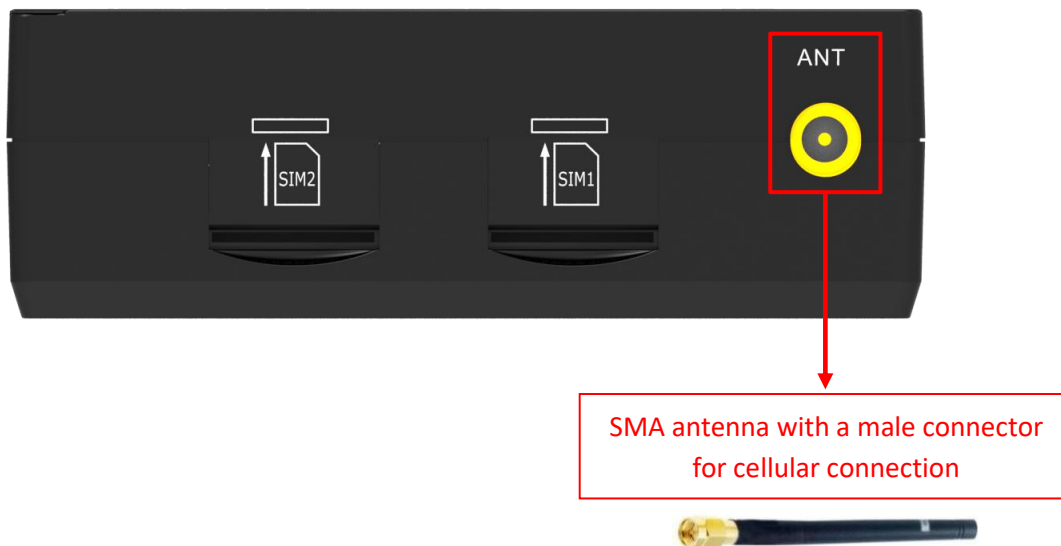 ANT
SIM2
SIM1
SMA antenna with a male connector
for cellular connection